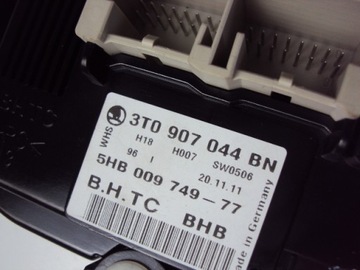 WHS 3T0 907 044 BN
H18 H007 SW0506
96 I 20.11.11
5HB 009 749-77
B.H.TC BHB
in Germany